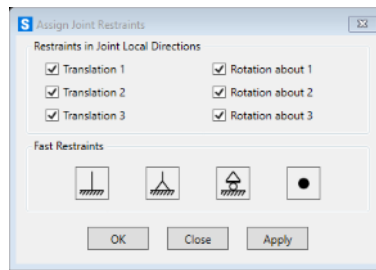 S Assign Joint Restraints
Restraints in Joint Local Directions
Translation 1 Rotation about 1
Translation 2 Rotation about 2
Translation 3 Rotation about 3
Fast Restraints
OK Close Apply